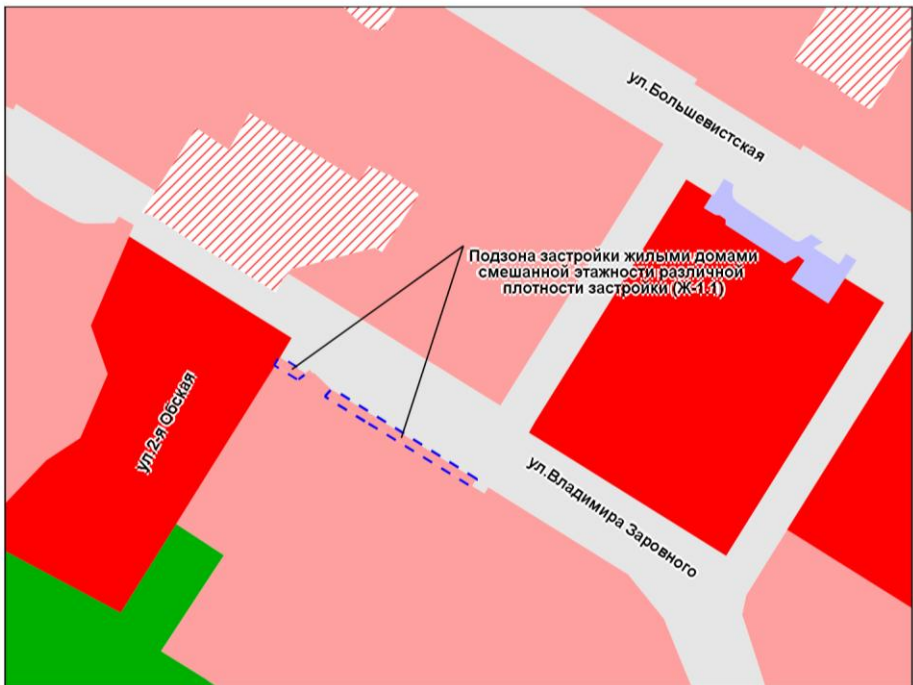 ул.Большевистская
Подзона застройки жилыми домами
смешанной этажности различной
плотности застройки (Ж-1.1)
ул.2-я Обская
ул.Владимира Заровного